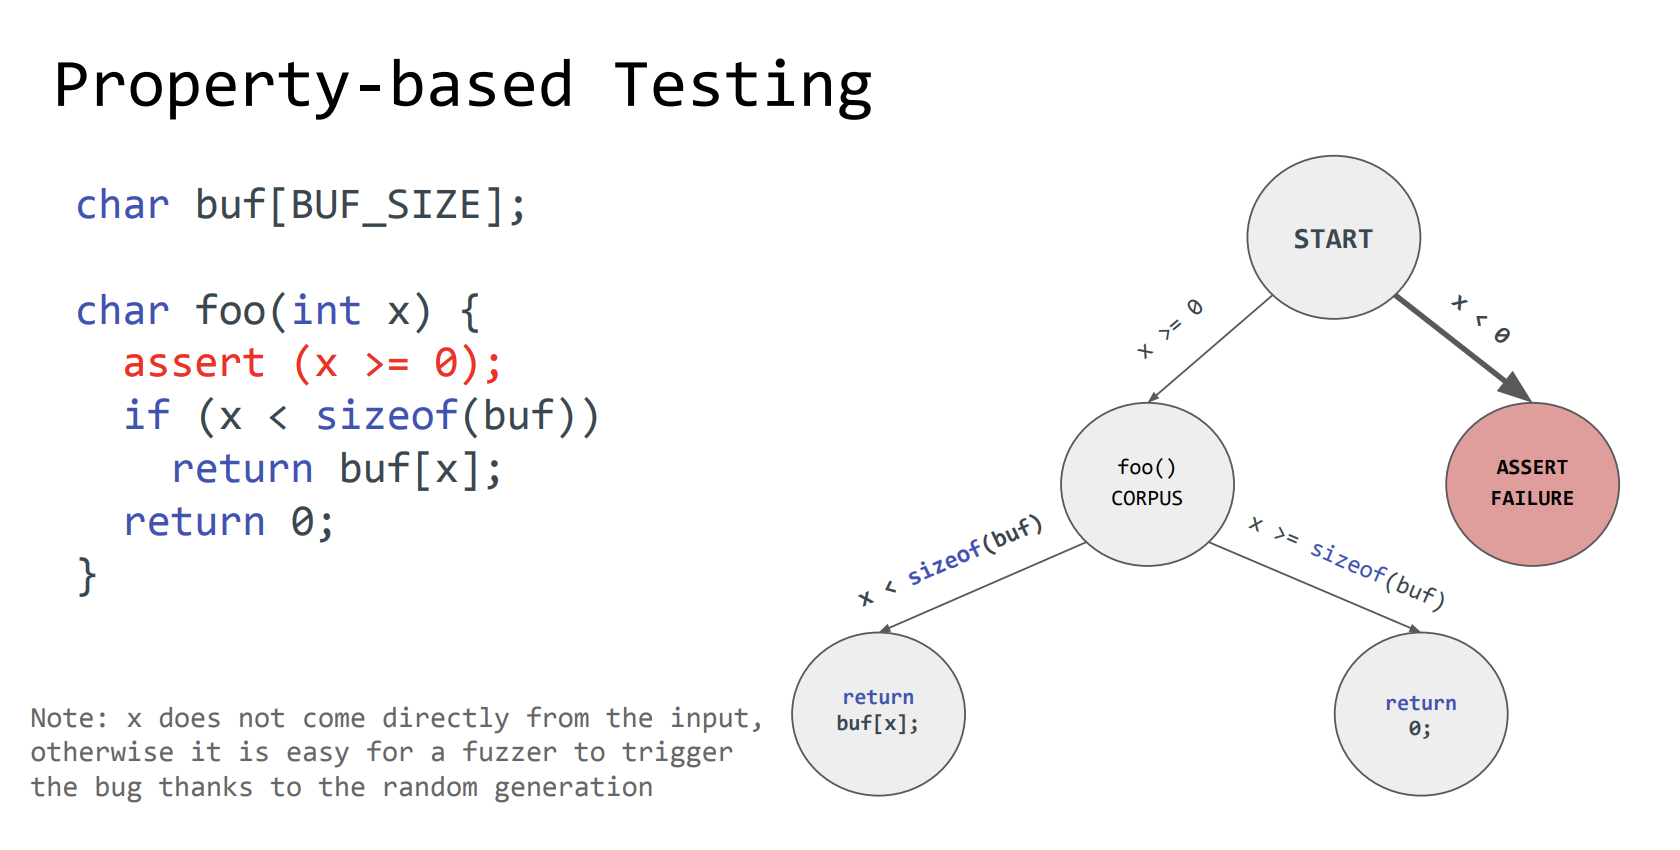 Property-based Testing
char buf[BUF_SIZE];
char foo(int x) {
  assert (x >= 0);
  if (x < sizeof(buf))
    return buf[x];
  return 0;
}
Note: x does not come directly from the input,
otherwise it is easy for a fuzzer to trigger
the bug thanks to the random generation
START
x >= 0
x < 0
foo()
CORPUS
ASSERT
FAILURE
x < sizeof(buf)
x >= sizeof(buf)
return
buf[x];
return
0;